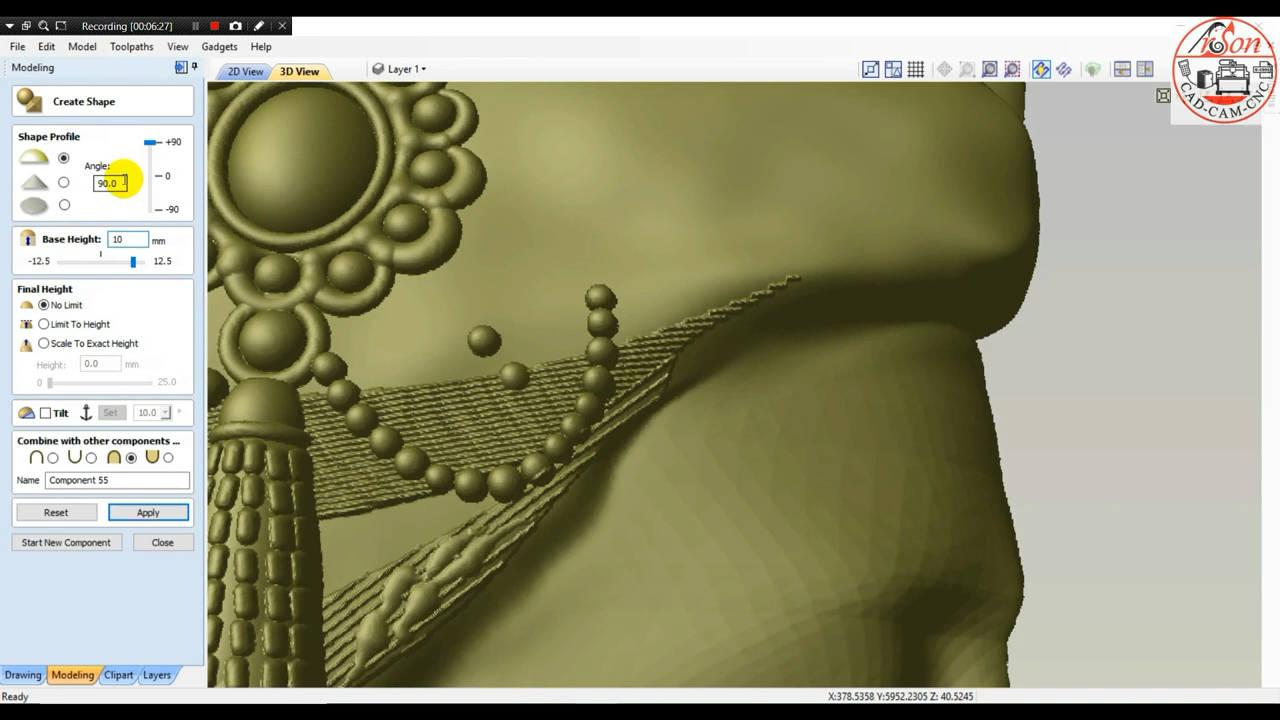 Recording [00:06:27]
File Edit Model Toolpaths View Gadgets Help
Modeling
2D View 3D View Layer 1
Create Shape
Shape Profile
+90
Angle:
0
90.0
-90
Base Height: 10 mm
-12.5 12.5
Final Height
No Limit
Limit To Height
Scale To Exact Height
Height: 0.0 mm
0 25.0
Tilt Set 10.0 °
Combine with other components ...
Name Component 55
Reset Apply
Start New Component Close
Drawing Modeling Clipart Layers
Ready X:378.5358 Y:5952.2305 Z: 40.5245
CAD-CAM-CNC